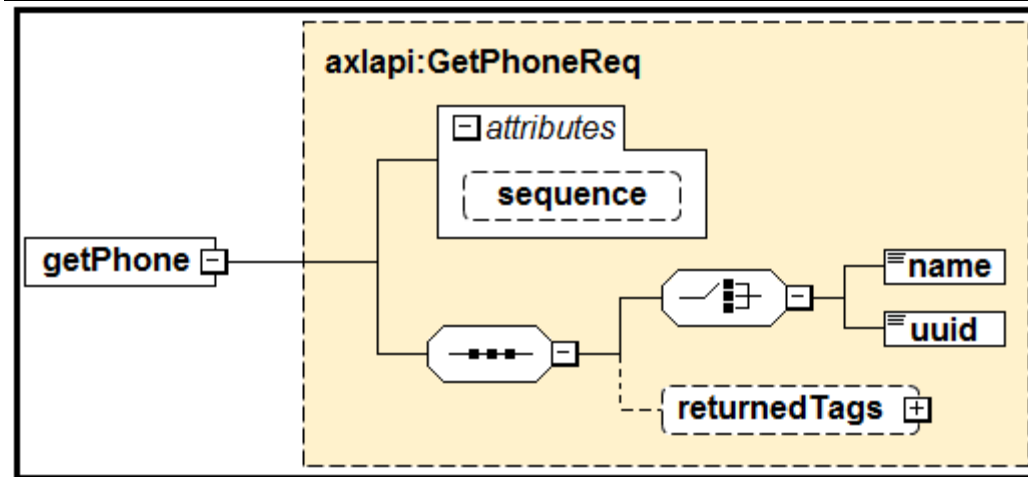 axlapi:GetPhoneReq
attributes
sequence
getPhone
name
uuid
returnedTags